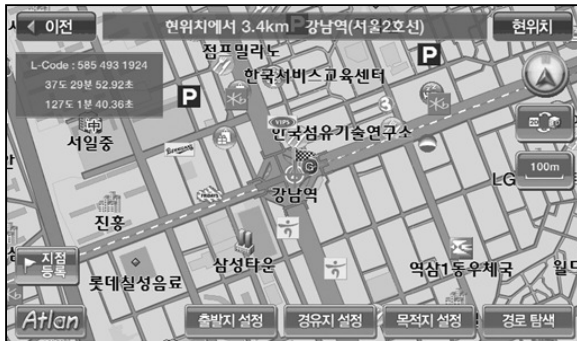 이전
현위치에서 3.4km 강남역(서울2호선)
현위치
L-Code : 585 493 1924
37도 29분 52.92초
127도 1분 40.36초
점프밀라노
P
P
P
한국서비스교육센터
3
서일중
VIPS
한국섬유기술연구소
G
100m
LG
강남역
진흥
지점
등록
삼성타운
롯데칠성음료
역삼1동우체국
월드
Atlan
출발지 설정
경유지 설정
목적지 설정
경로 탐색